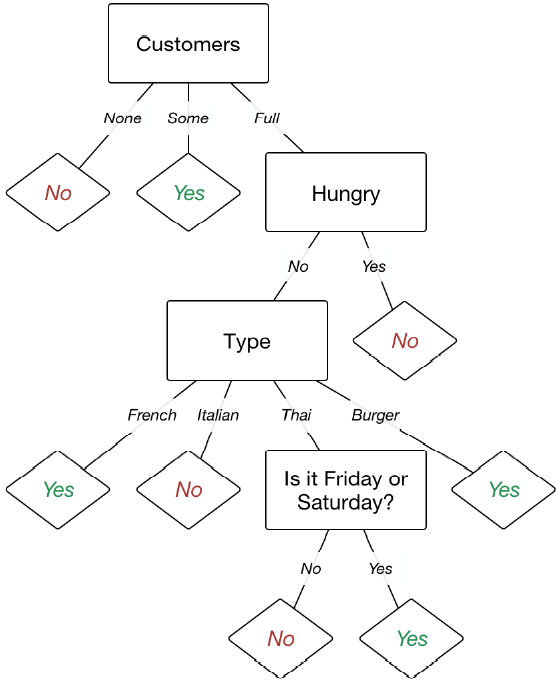 Customers
None
Some
Full
No
Yes
Hungry
No
Yes
Type
No
French
Italian
Thai
Burger
Yes
No
Is it Friday or
Saturday?
Yes
No
Yes
No
Yes